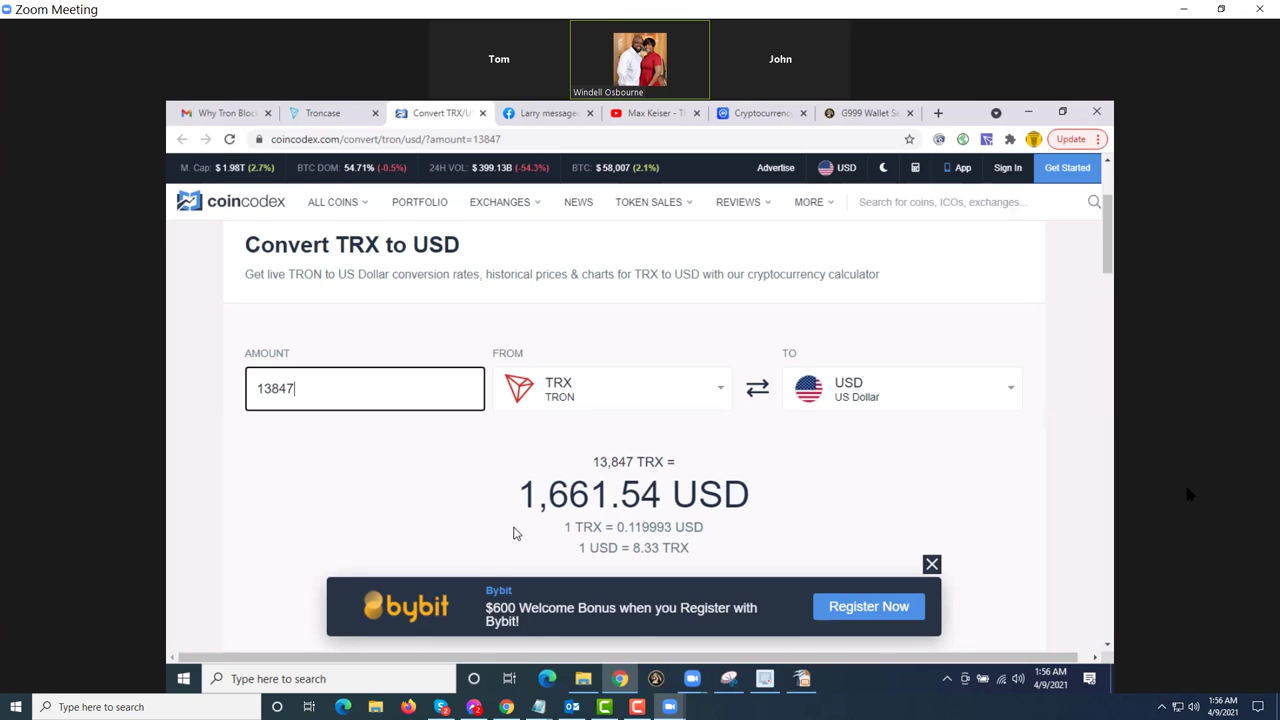 Zoom Meeting
Tom
Windell Osbourne
John
Why Tron Block
Troncase
Convert TRX/U
Larry message
Max Keiser - Th
Cryptocurrency
G999 Wallet Se
coincodex.com/convert/tron/usd/?amount=13847
Update
M. Cap: $ 1.98T (2.7%)
BTC DOM: 54.71% (-0.5%)
24H VOL: $ 399.13B (-54.3%)
BTC: $ 58,007 (2.1%)
Advertise
USD
App
Sign In
Get Started
coincodex
ALL COINS
PORTFOLIO
EXCHANGES
NEWS
TOKEN SALES
REVIEWS
MORE
Search for coins, ICOs, exchanges...
Convert TRX to USD
Get live TRON to US Dollar conversion rates, historical prices & charts for TRX to USD with our cryptocurrency calculator
AMOUNT
FROM
TO
13847
TRX
TRON
USD
US Dollar
13,847 TRX =
1,661.54 USD
1 TRX = 0.119993 USD
1 USD = 8.33 TRX
bybit
Bybit
$600 Welcome Bonus when you Register with
Bybit!
Register Now
Type here to search
1:56 AM
4/9/2021
Type here to search
1:56 AM
4/9/2021